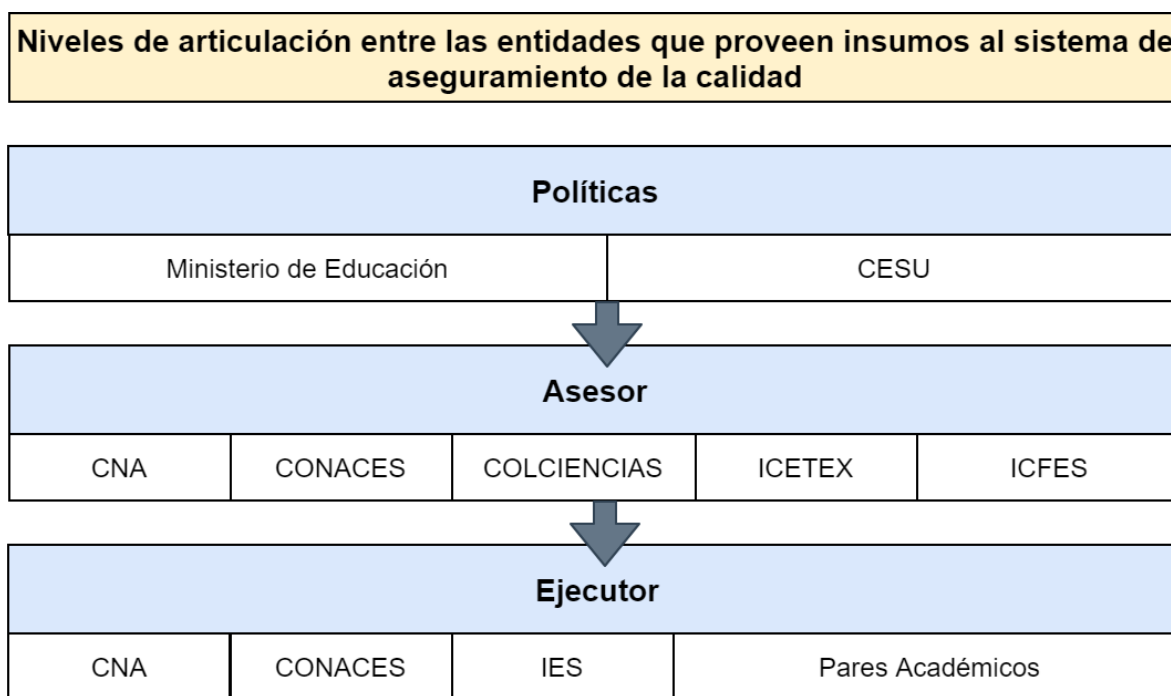 Niveles de articulación entre las entidades que proveen insumos al sistema de
aseguramiento de la calidad
Políticas
Ministerio de Educación
CESU
Asesor
CNA
CONACES
COLCIENCIAS
ICETEX
ICFES
Ejecutor
CNA
CONACES
IES
Pares Académicos